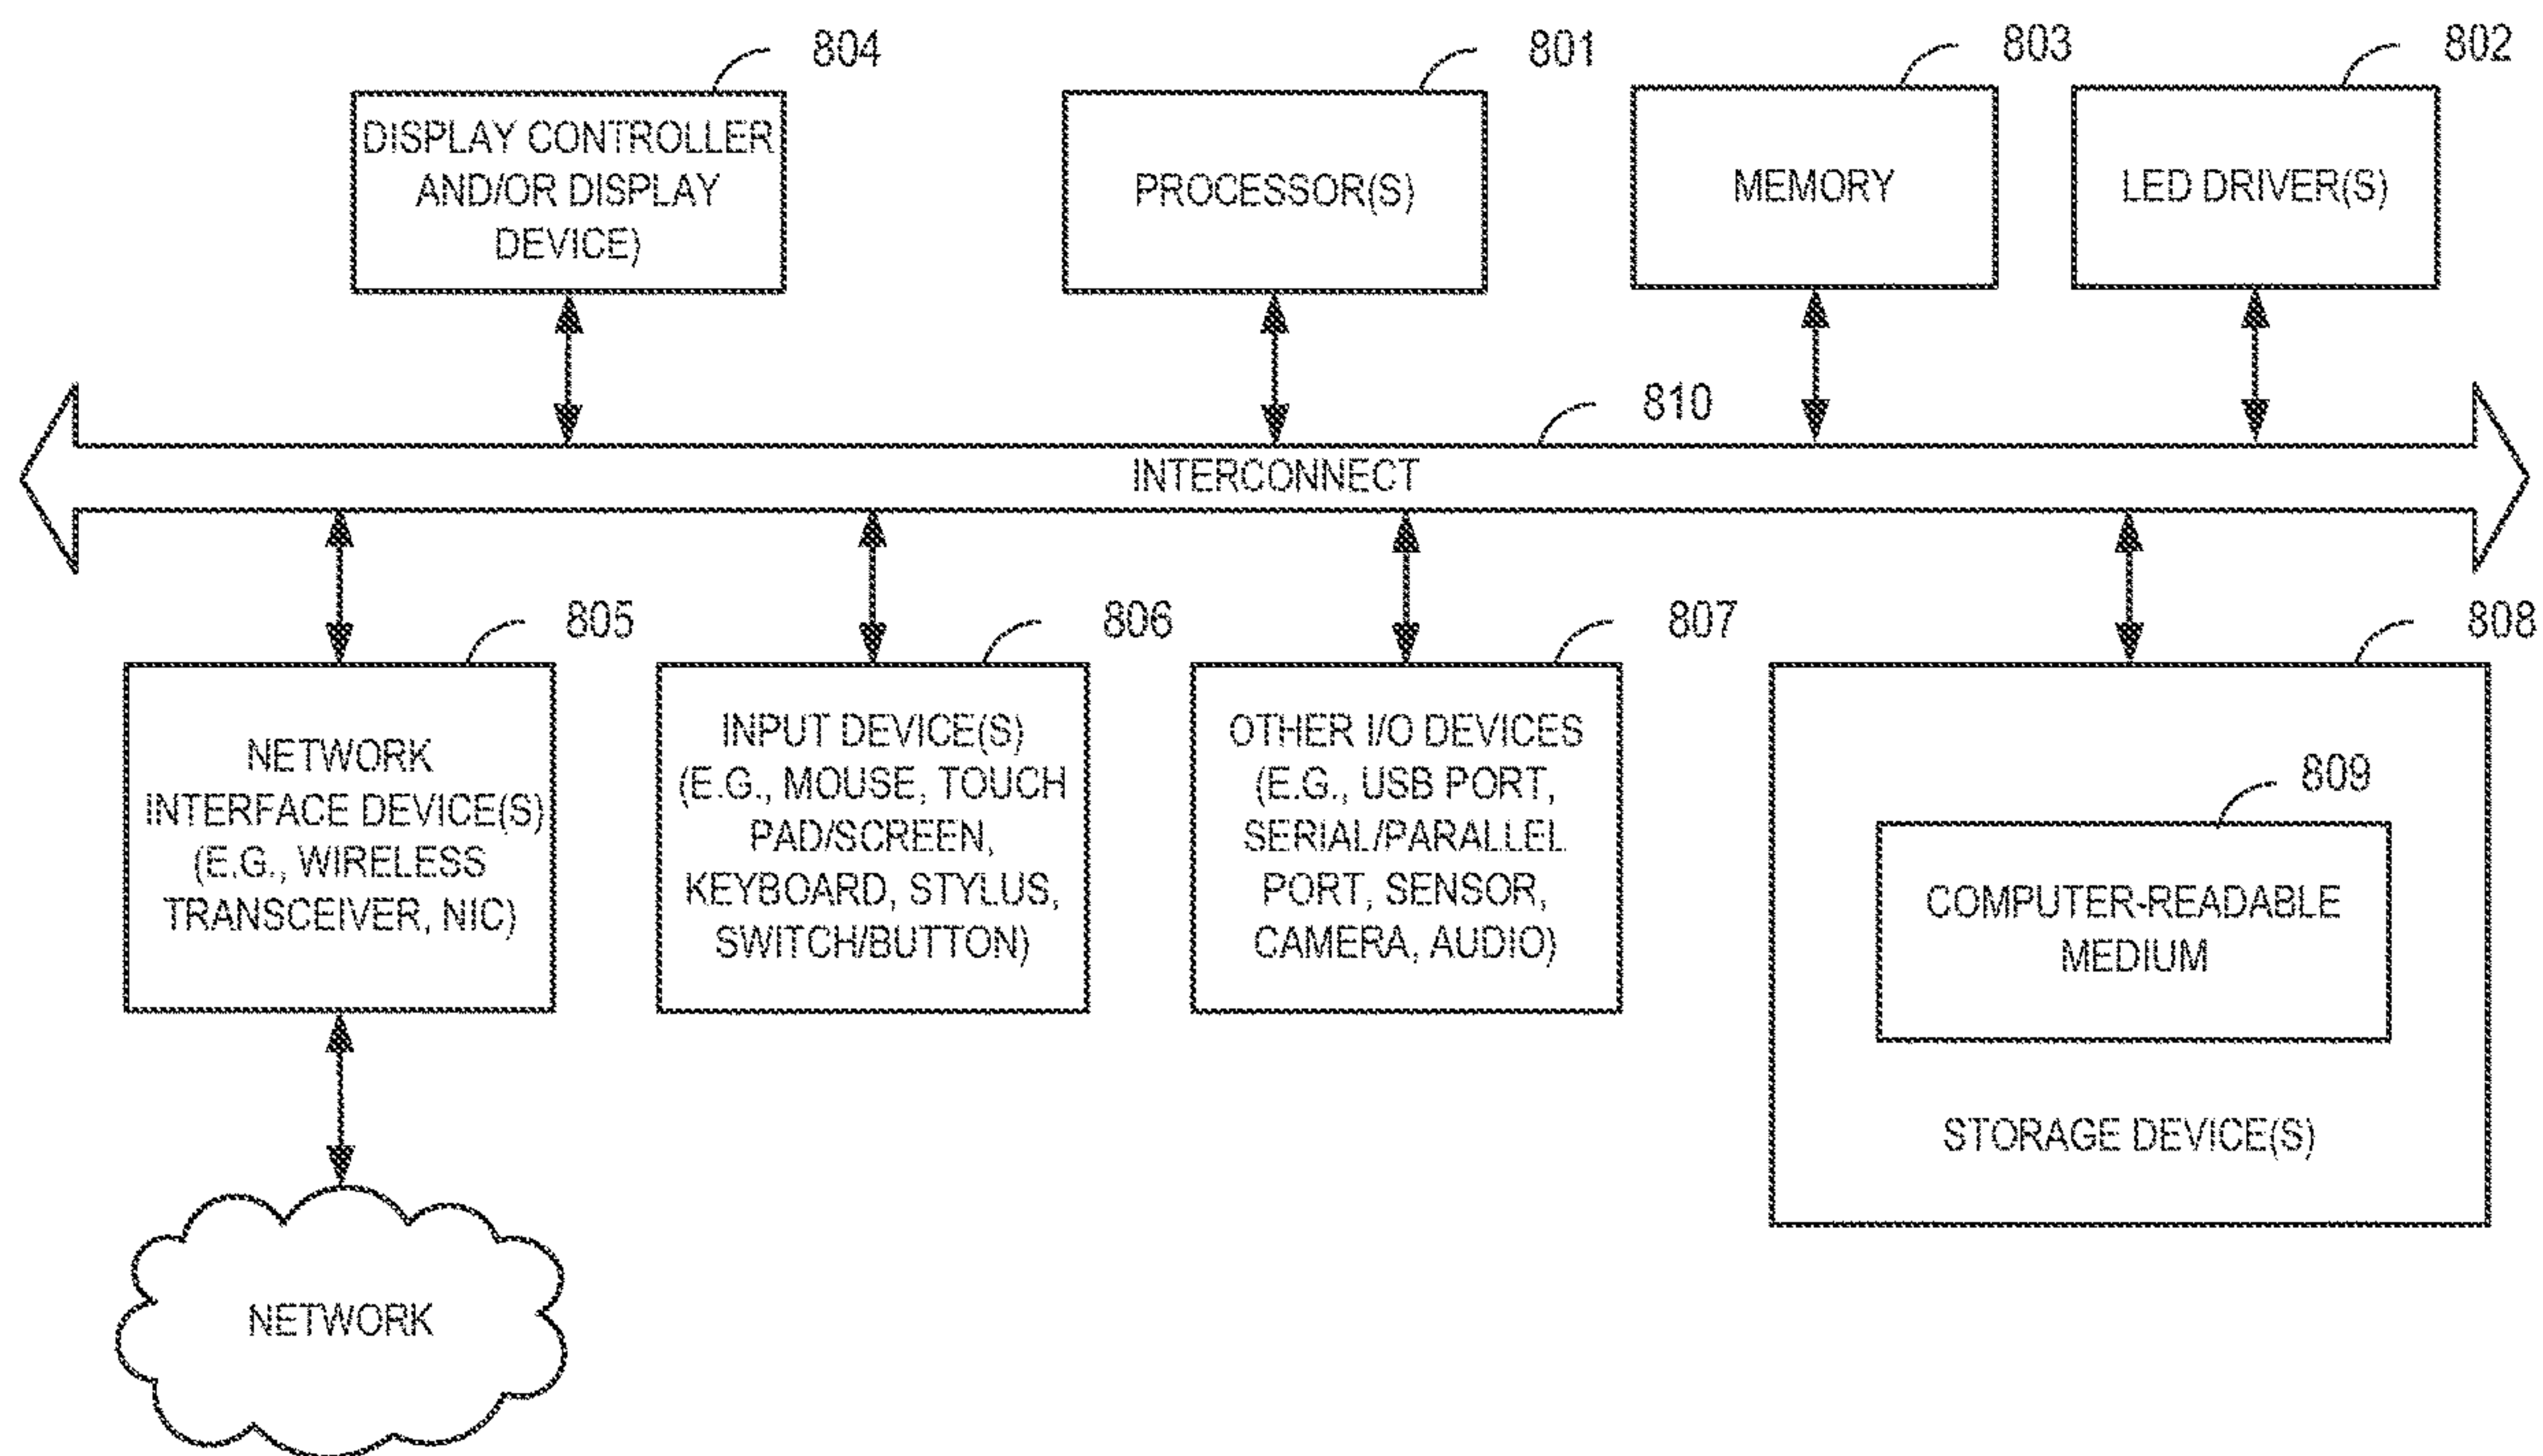 804
801
803
802
DISPLAY CONTROLLER
AND/OR DISPLAY
DEVICE)
PROCESSOR(S)
MEMORY
LED DRIVER(S)
810
INTERCONNECT
805
806
807
808
NETWORK
INTERFACE DEVICE(S)
(E.G., WIRELESS
TRANSCEIVER, NIC)
INPUT DEVICE(S)
(E.G., MOUSE, TOUCH
PAD/SCREEN,
KEYBOARD, STYLUS,
SWITCH/BUTTON)
OTHER I/O DEVICES
(E.G., USB PORT,
SERIAL/PARALLEL
PORT, SENSOR,
CAMERA, AUDIO)
809
COMPUTER-READABLE
MEDIUM
STORAGE DEVICE(S)
NETWORK